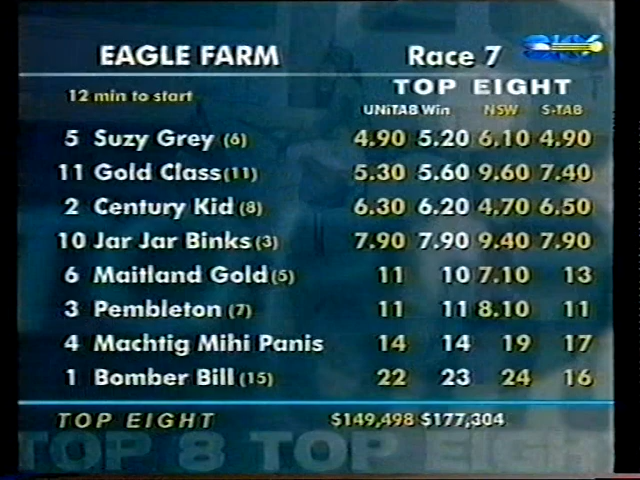 EAGLE FARM Race 7 SKY
TOP EIGHT
12 min to start
UNiTAB Win NSW S-TAB
5 Suzy Grey (6) 4.90 5.20 6.10 4.90
11 Gold Class (11) 5.30 5.60 9.60 7.40
2 Century Kid (8) 6.30 6.20 4.70 6.50
10 Jar Jar Binks (3) 7.90 7.90 9.40 7.90
6 Maitland Gold (5) 11 10 7.10 13
3 Pembleton (7) 11 11 8.10 11
4 Machtig Mihi Panis 14 14 19 17
1 Bomber Bill (15) 22 23 24 16
TOP EIGHT $149,498 $177,304
TOP 8 TOP EIGH